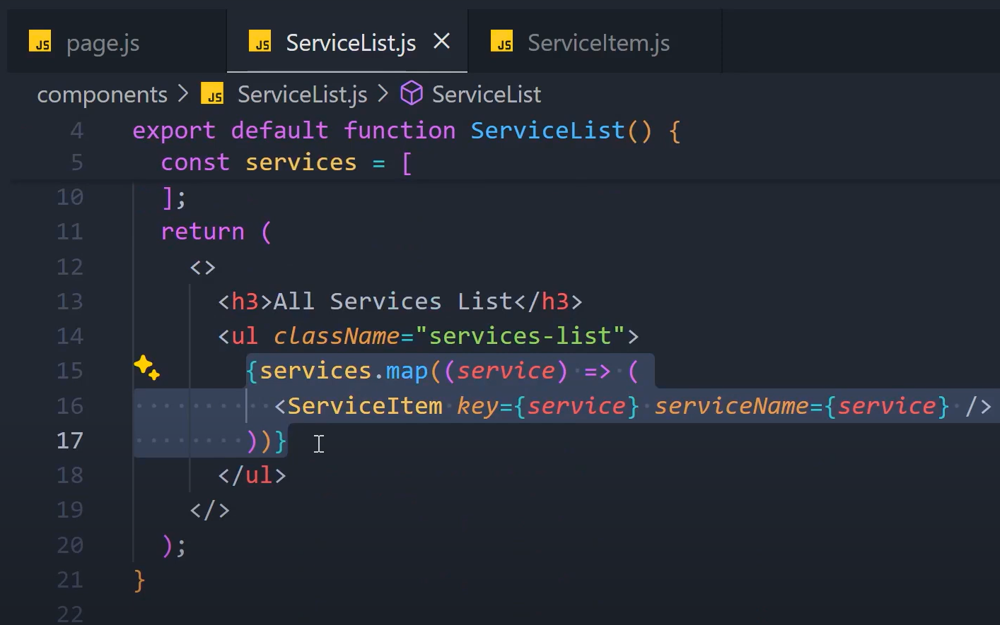 JS page.js JS ServiceList.js JS ServiceItem.js
components > JS ServiceList.js > ServiceList
4 export default function ServiceList() {
5 const services = [
10 ];
11 return (
12 <>
13 <h3>All Services List</h3>
14 <ul className="services-list">
15 {services.map((service) => (
16 <ServiceItem key={service} serviceName={service} />
17 ))}
18 </ul>
19 </>
20 );
21 }
22